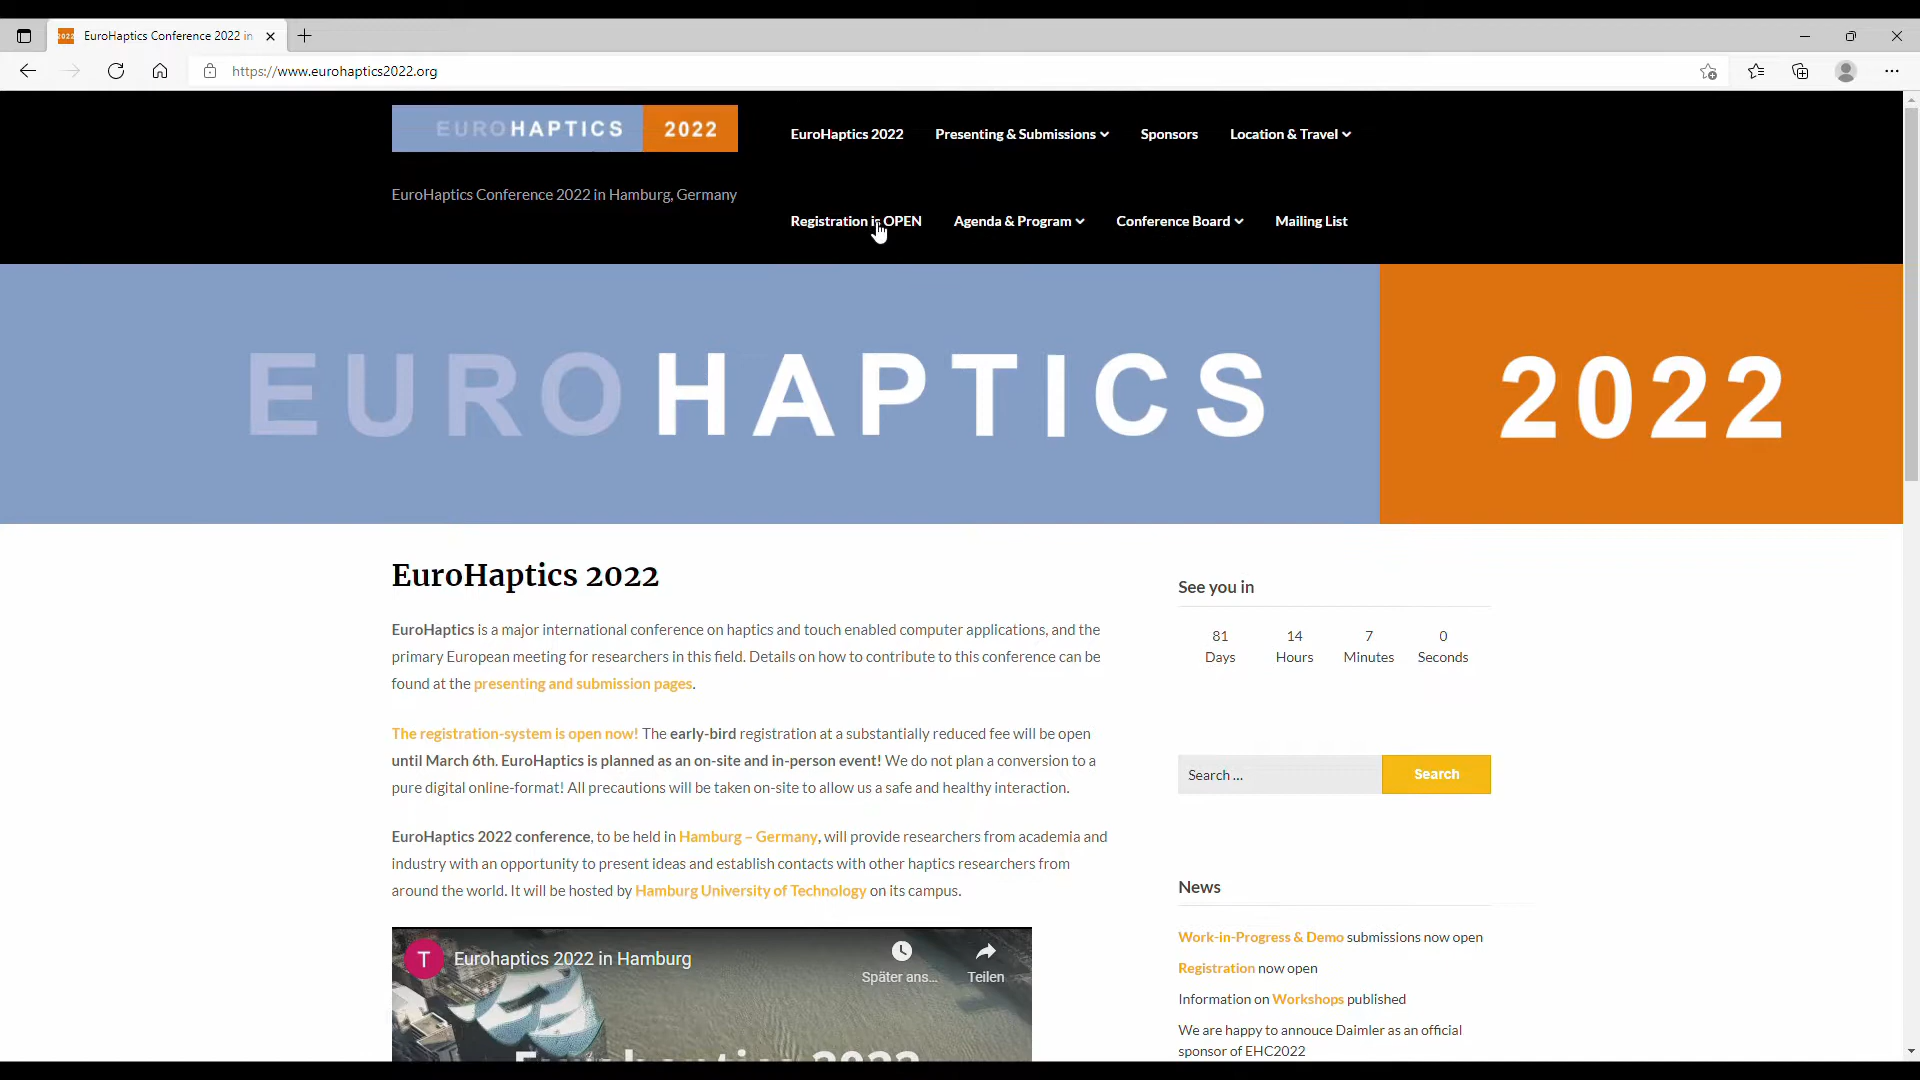 EuroHaptics Conference 2022 in
https://www.eurohaptics2022.org
EUROHAPTICS 2022
EuroHaptics 2022 Presenting & Submissions Sponsors Location & Travel
EuroHaptics Conference 2022 in Hamburg, Germany
Registration is OPEN Agenda & Program Conference Board Mailing List
EUROHAPTICS 2022
EuroHaptics 2022
EuroHaptics is a major international conference on haptics and touch enabled computer applications, and the
primary European meeting for researchers in this field. Details on how to contribute to this conference can be
found at the presenting and submission pages.
The registration-system is open now! The early-bird registration at a substantially reduced fee will be open
until March 6th. EuroHaptics is planned as an on-site and in-person event! We do not plan a conversion to a
pure digital online-format! All precautions will be taken on-site to allow us a safe and healthy interaction.
EuroHaptics 2022 conference, to be held in Hamburg – Germany, will provide researchers from academia and
industry with an opportunity to present ideas and establish contacts with other haptics researchers from
around the world. It will be hosted by Hamburg University of Technology on its campus.
T Eurohaptics 2022 in Hamburg
Später ans... Teilen
See you in
81 14 7 0
Days Hours Minutes Seconds
Search ... Search
News
Work-in-Progress & Demo submissions now open
Registration now open
Information on Workshops published
We are happy to annouce Daimler as an official
sponsor of EHC2022